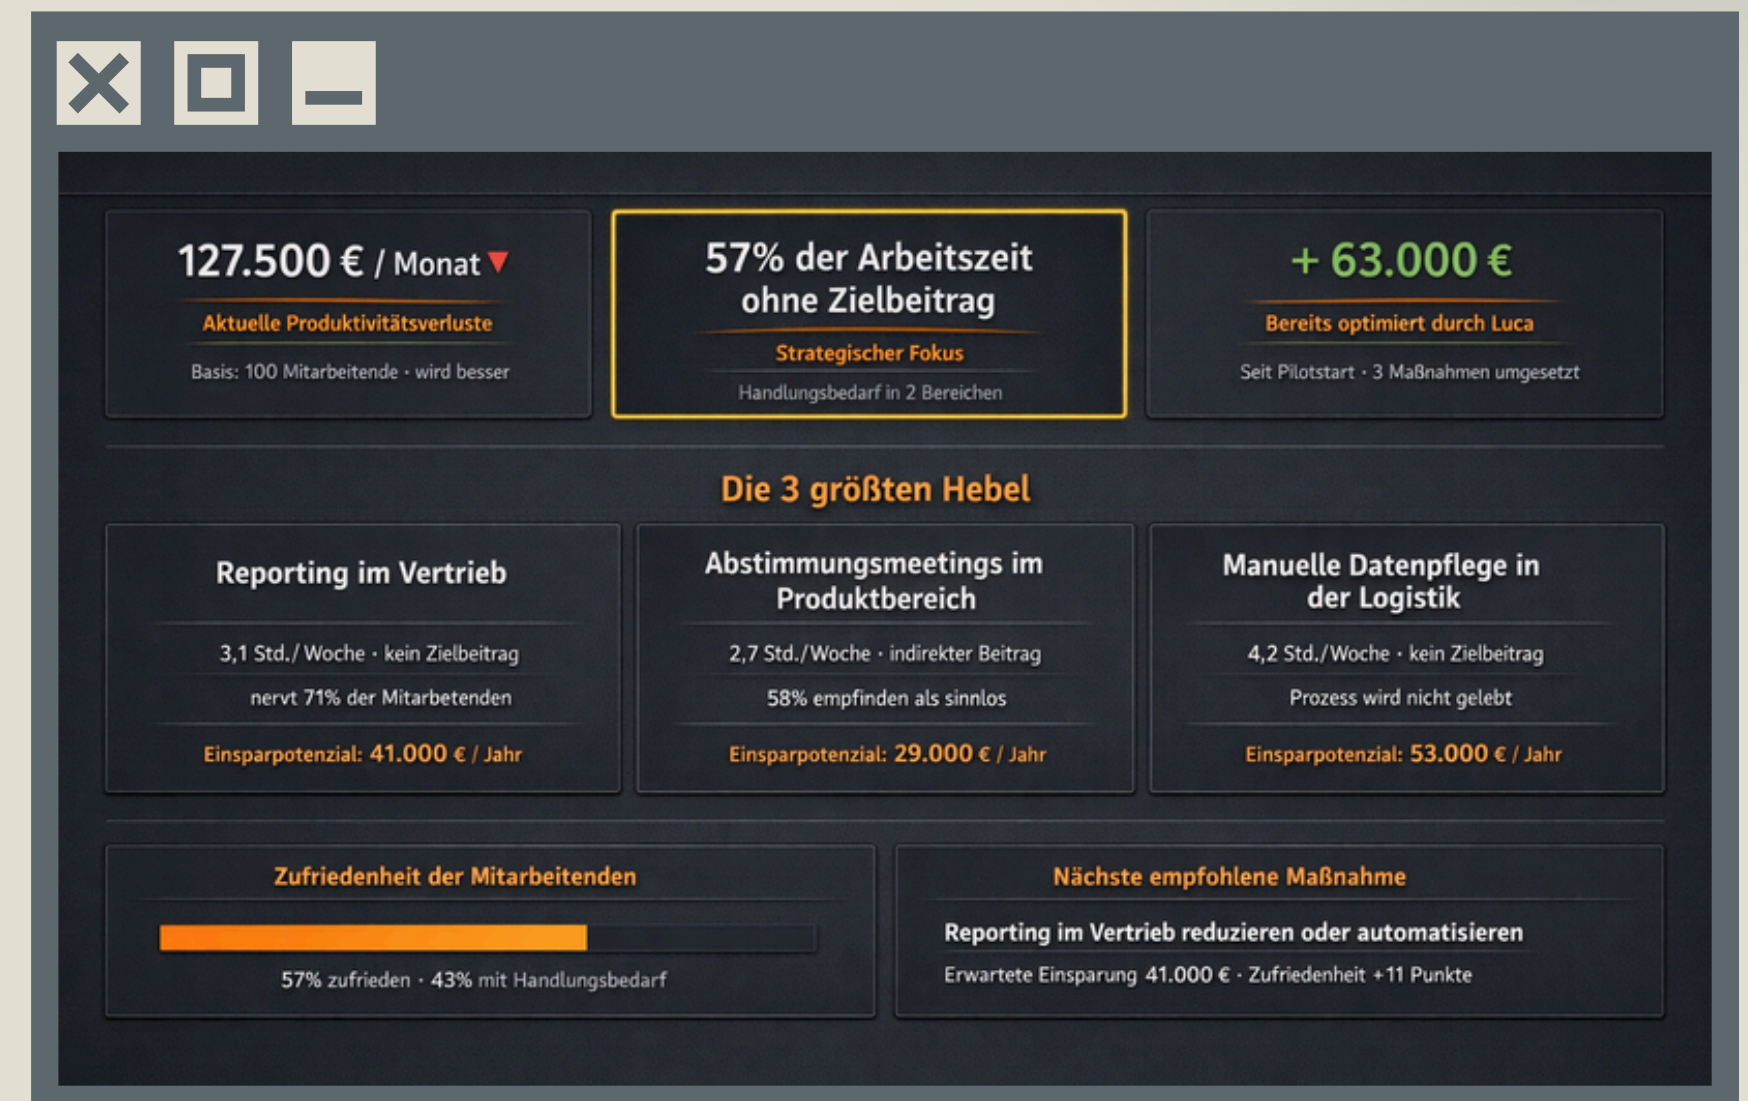 127.500 € / Monat ▼
Aktuelle Produktivitätsverluste
Basis: 100 Mitarbeitende · wird besser
57% der Arbeitszeit
ohne Zielbeitrag
Strategischer Fokus
Handlungsbedarf in 2 Bereichen
+ 63.000 €
Bereits optimiert durch Luca
Seit Pilotstart · 3 Maßnahmen umgesetzt
Die 3 größten Hebel
Reporting im Vertrieb
3,1 Std./Woche · kein Zielbeitrag
nervt 71% der Mitarbetenden
Einsparpotenzial: 41.000 € / Jahr
Abstimmungsmeetings im
Produktbereich
2,7 Std./Woche · indirekter Beitrag
58% empfinden als sinnlos
Einsparpotenzial: 29.000 € / Jahr
Manuelle Datenpflege in
der Logistik
4,2 Std./Woche · kein Zielbeitrag
Prozess wird nicht gelebt
Einsparpotenzial: 53.000 € / Jahr
Zufriedenheit der Mitarbeitenden
57% zufrieden · 43% mit Handlungsbedarf
Nächste empfohlene Maßnahme
Reporting im Vertrieb reduzieren oder automatisieren
Erwartete Einsparung 41.000 € · Zufriedenheit +11 Punkte